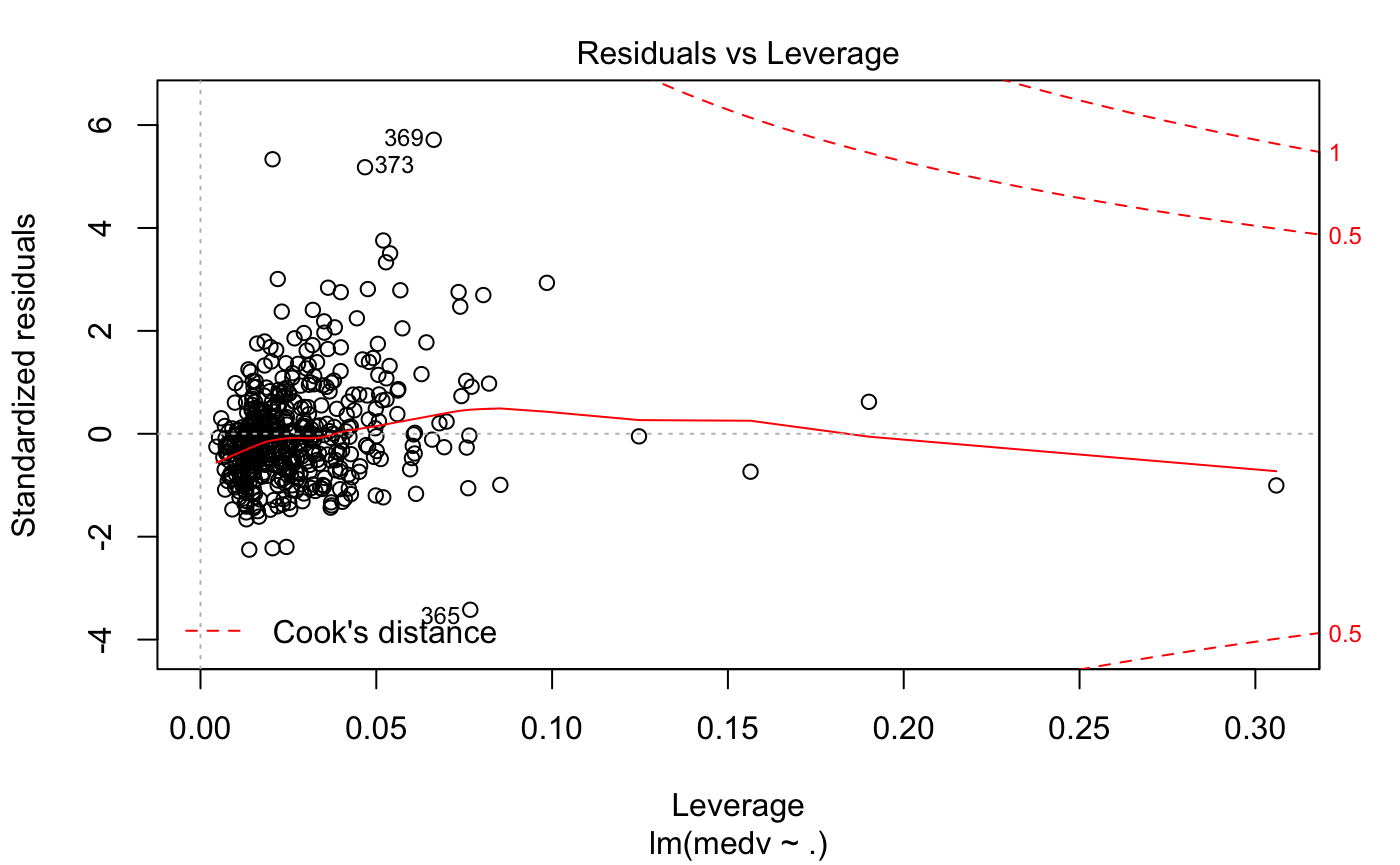 Residuals vs Leverage
Standardized residuals
6
4
2
0
-2
-4
369
373
365
1
0.5
0.5
Cook's distance
0.00 0.05 0.10 0.15 0.20 0.25 0.30
Leverage
lm(medv ~ .)